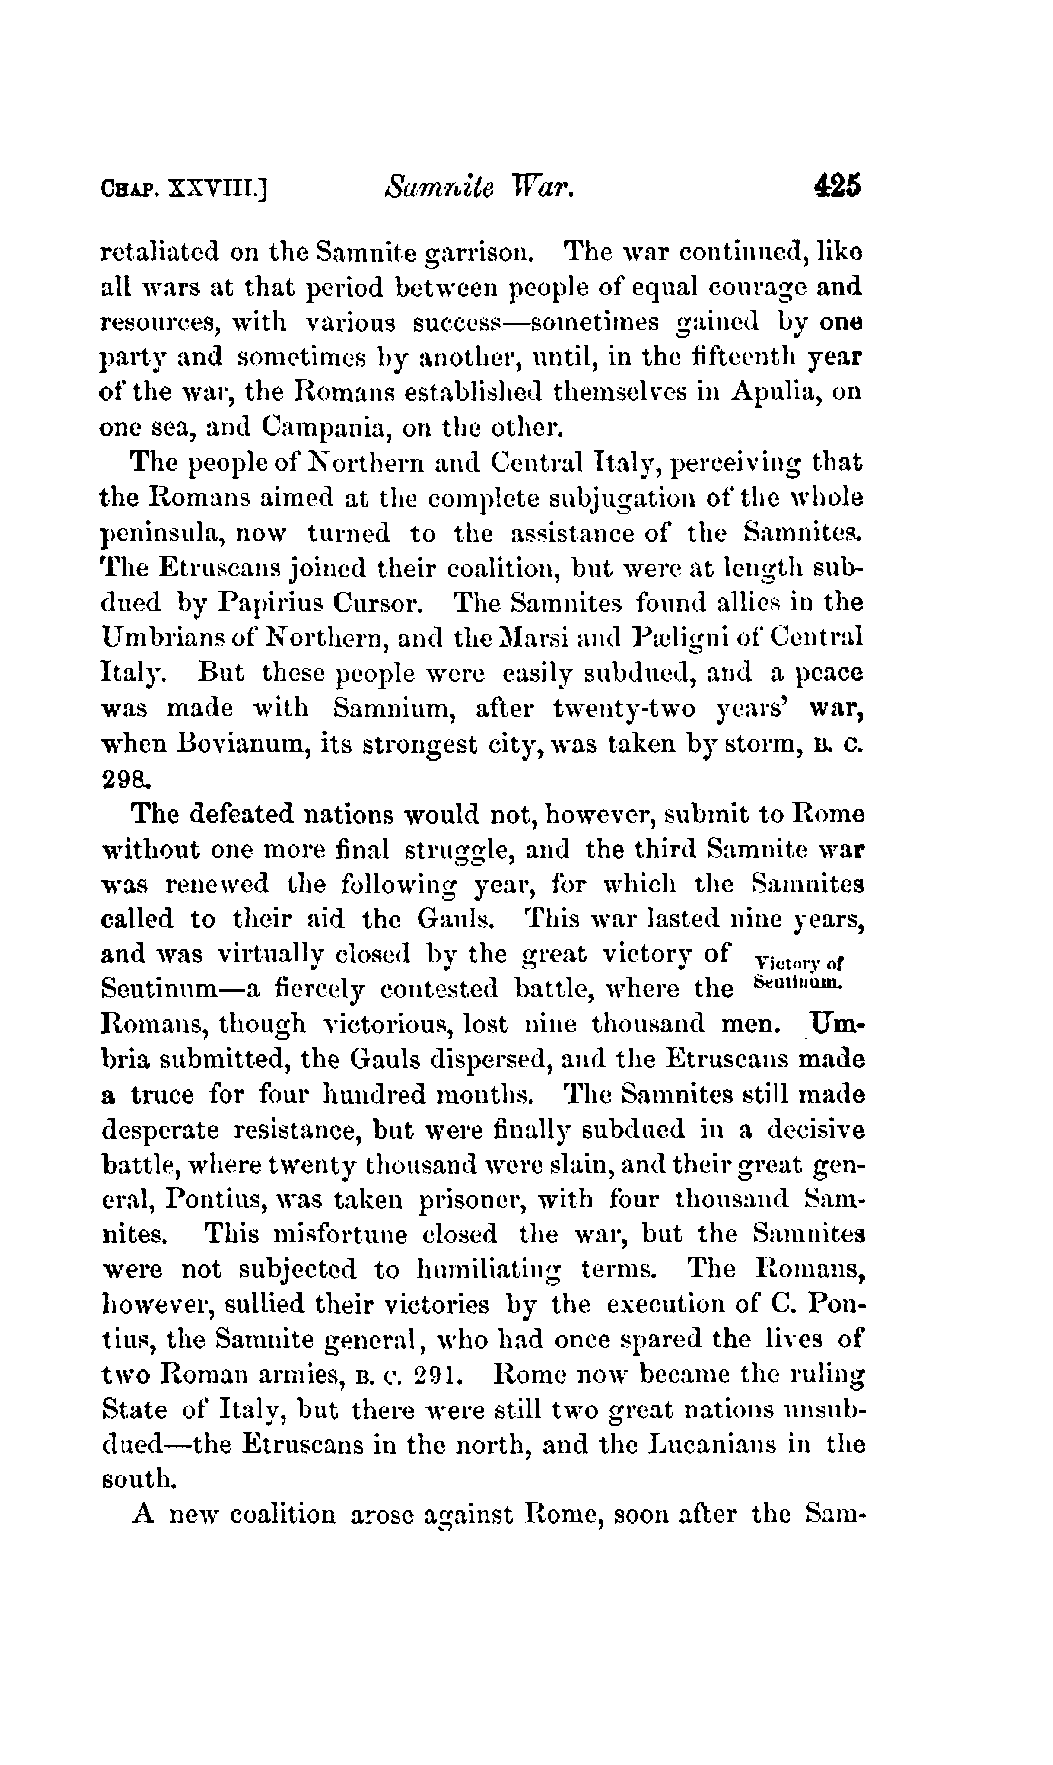 CHAP. XXVIII.] Samnite War. 425
retaliated on the Samnite garrison. The war continued, like
all wars at that period between people of equal courage and
resources, with various success—sometimes gained by one
party and sometimes by another, until, in the fifteenth year
of the war, the Romans established themselves in Apulia, on
one sea, and Campania, on the other.
The people of Northern and Central Italy, perceiving that
the Romans aimed at the complete subjugation of the whole
peninsula, now turned to the assistance of the Samnites.
The Etruscans joined their coalition, but were at length sub-
dued by Papirius Cursor. The Samnites found allies in the
Umbrians of Northern, and the Marsi and Pæligni of Central
Italy. But these people were easily subdued, and a peace
was made with Samnium, after twenty-two years' war,
when Bovianum, its strongest city, was taken by storm, B. C.
298.
The defeated nations would not, however, submit to Rome
without one more final struggle, and the third Samnite war
was renewed the following year, for which the Samnites
called to their aid the Gauls. This war lasted nine years,
and was virtually closed by the great victory of
Victory of
Seutinum.
Seutinum—a fiercely contested battle, where the
Romans, though victorious, lost nine thousand men. Um-
bria submitted, the Gauls dispersed, and the Etruscans made
a truce for four hundred months. The Samnites still made
desperate resistance, but were finally subdued in a decisive
battle, where twenty thousand were slain, and their great gen-
eral, Pontius, was taken prisoner, with four thousand Sam-
nites. This misfortune closed the war, but the Samnites
were not subjected to humiliating terms. The Romans,
however, sullied their victories by the execution of C. Pon-
tius, the Samnite general, who had once spared the lives of
two Roman armies, B. C. 291. Rome now became the ruling
State of Italy, but there were still two great nations unsub-
dued—the Etruscans in the north, and the Lucanians in the
south.
A new coalition arose against Rome, soon after the Sam-